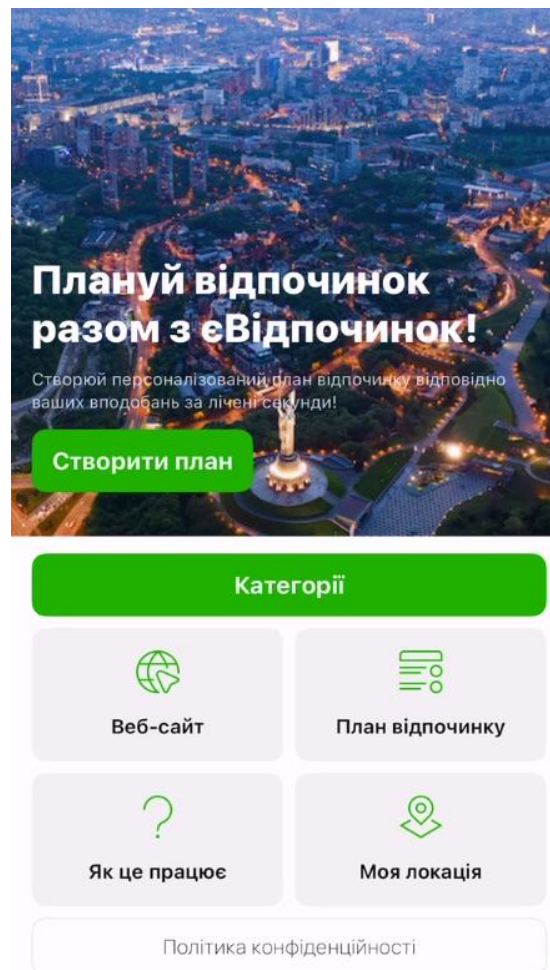 Плануй відпочинок
разом з єВідпочинок!
Створюй персоналізований план відпочинку відповідно
ваших вподобань за лічені секунди!
Створити план
Категорії
Веб-сайт
План відпочинку
Як це працює
Моя локація
Політика конфіденційності